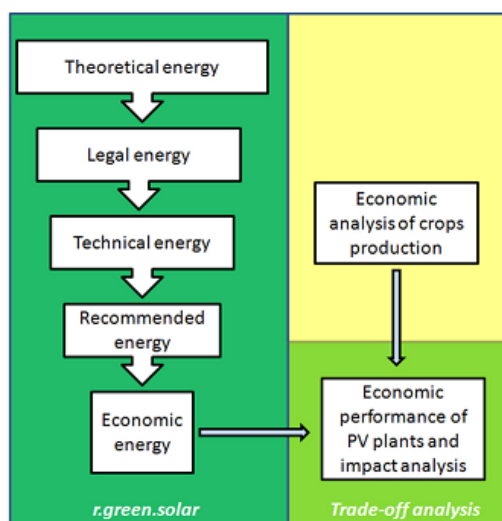 Theoretical energy
Legal energy
Technical energy
Recommended
energy
Economic
energy
r.green.solar
Economic
analysis of crops
production
Economic
performance of
PV plants and
impact analysis
Trade-off analysis